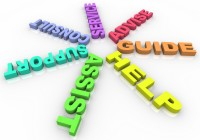 SERVICE
ADVISE
GUIDE
HELP
ASSIST
SUPPORT
CONSULT